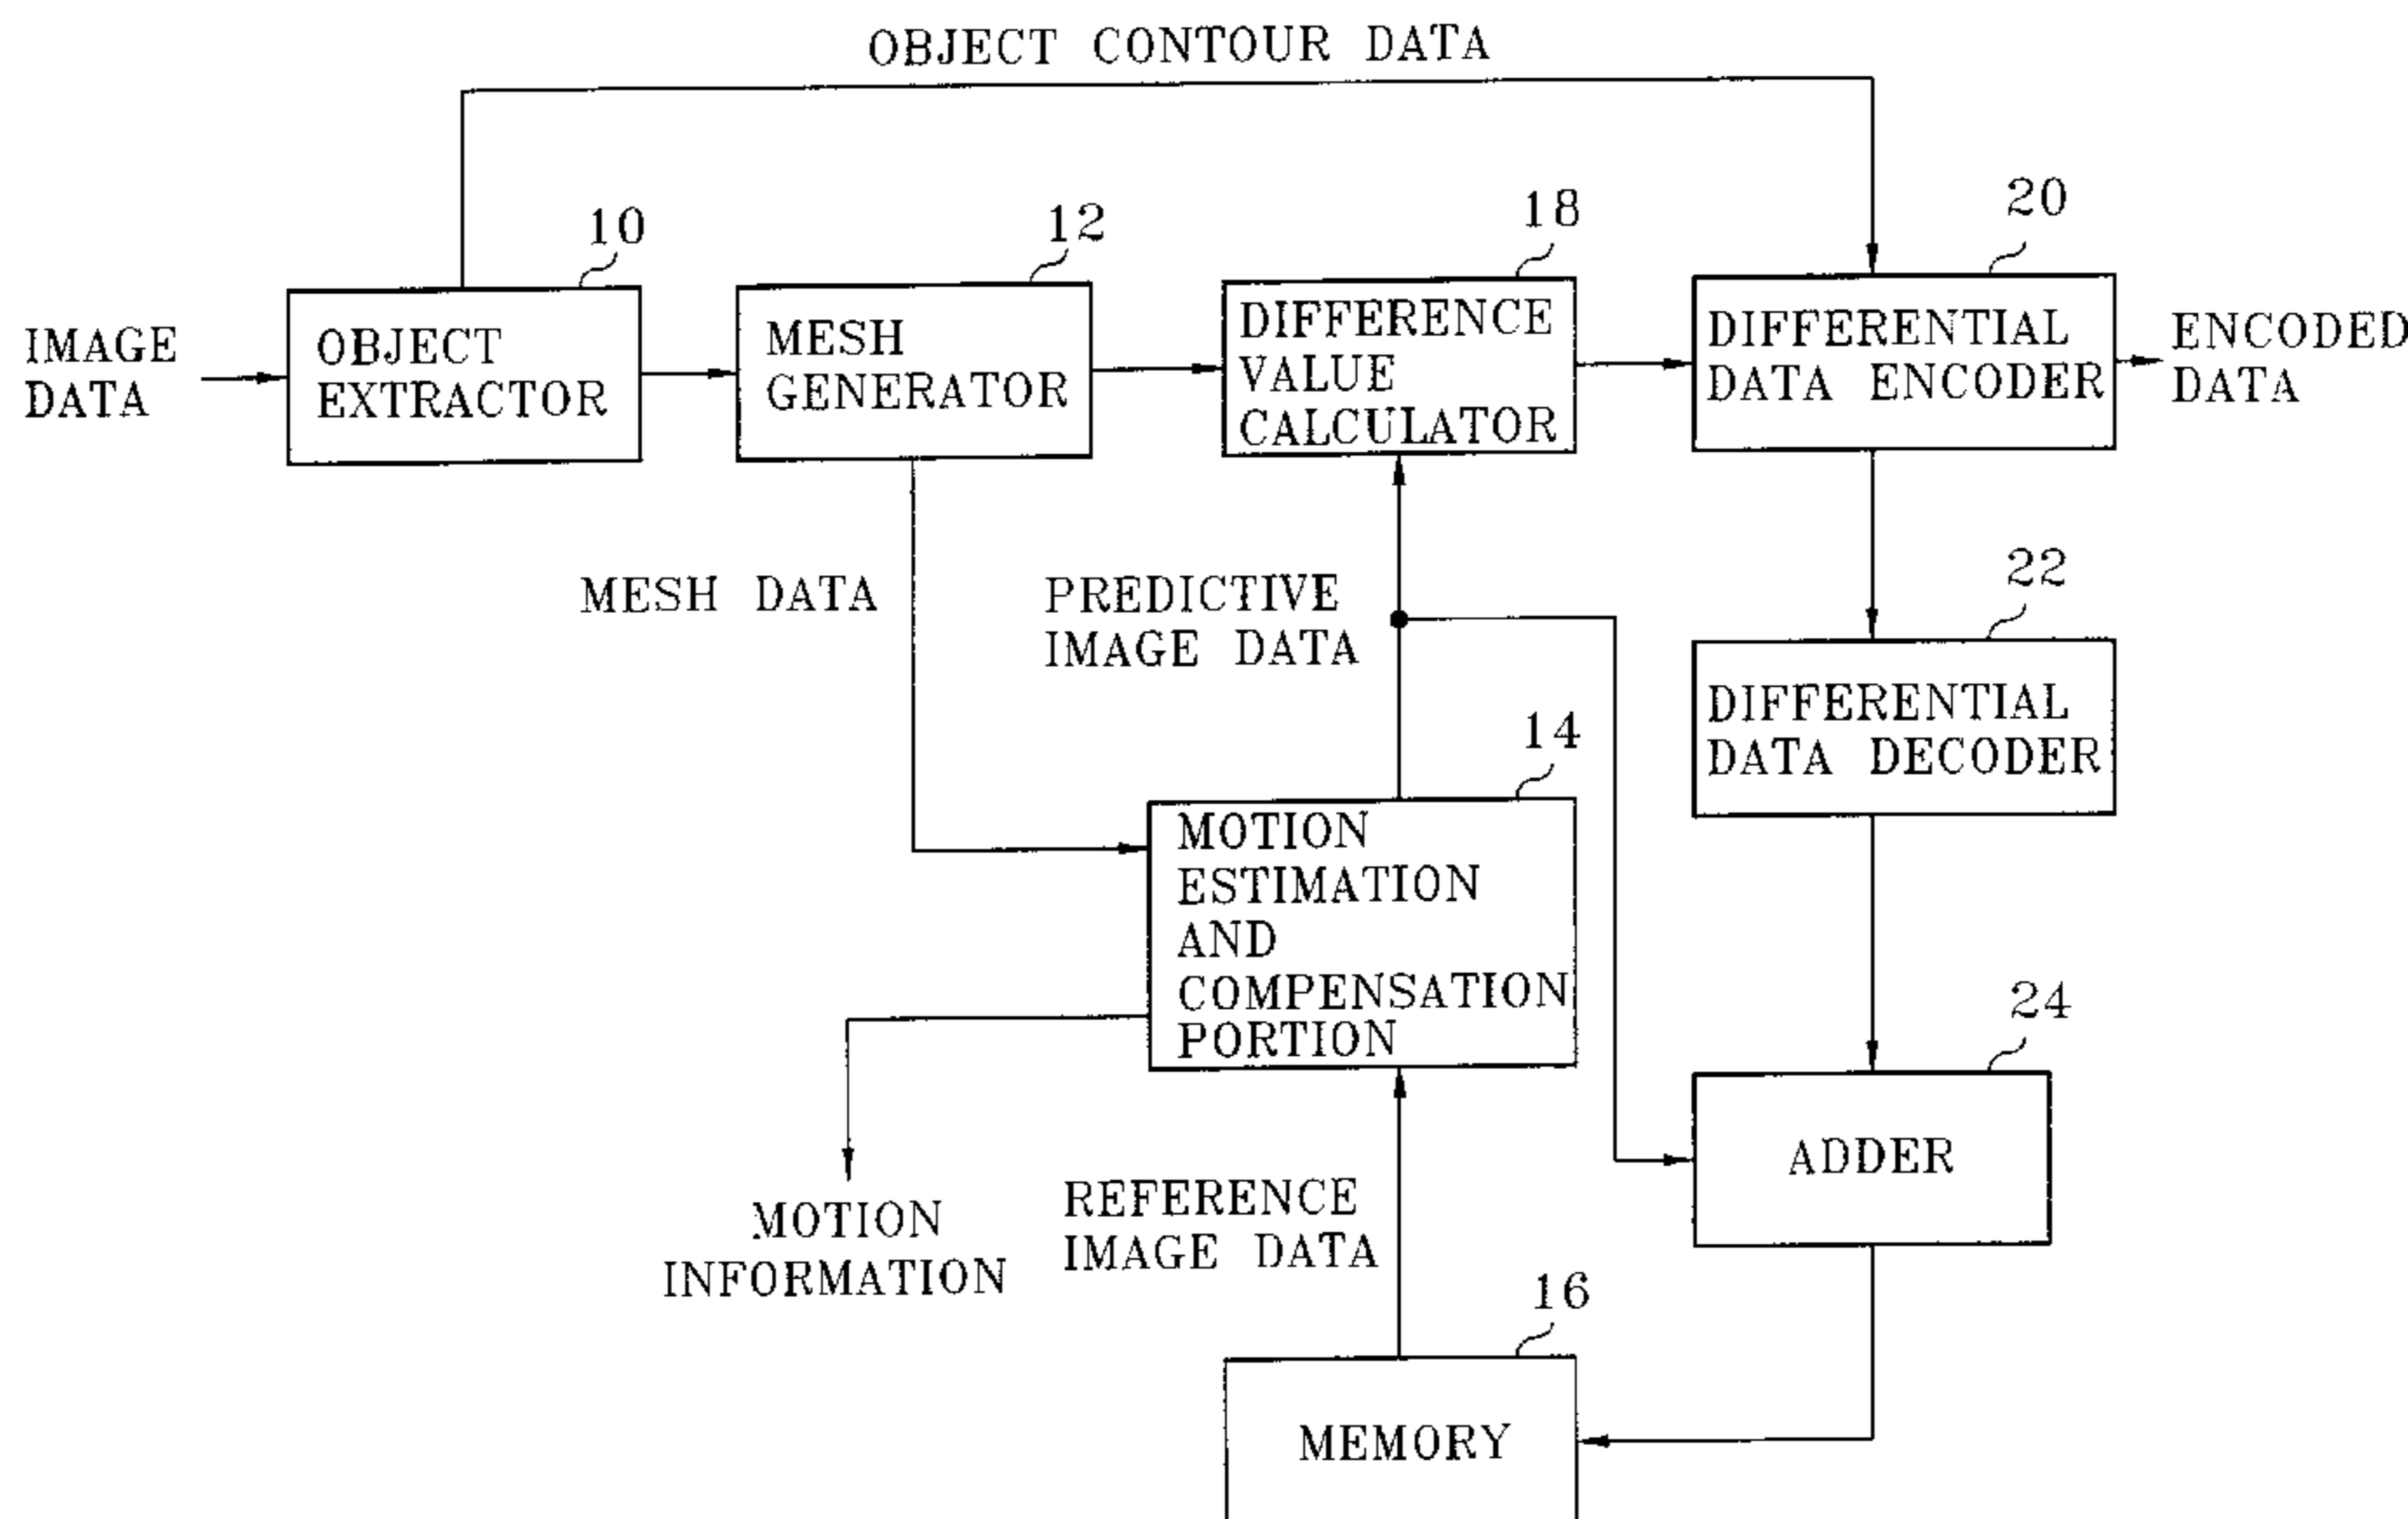 OBJECT CONTOUR DATA
10
12
18
20
IMAGE
DATA
OBJECT
EXTRACTOR
MESH
GENERATOR
DIFFERENCE
VALUE
CALCULATOR
DIFFERENTIAL
DATA ENCODER
ENCODED
DATA
MESH DATA
PREDICTIVE
IMAGE DATA
22
DIFFERENTIAL
DATA DECODER
14
MOTION
ESTIMATION
AND
COMPENSATION
PORTION
24
ADDER
MOTION
INFORMATION
REFERENCE
IMAGE DATA
16
MEMORY